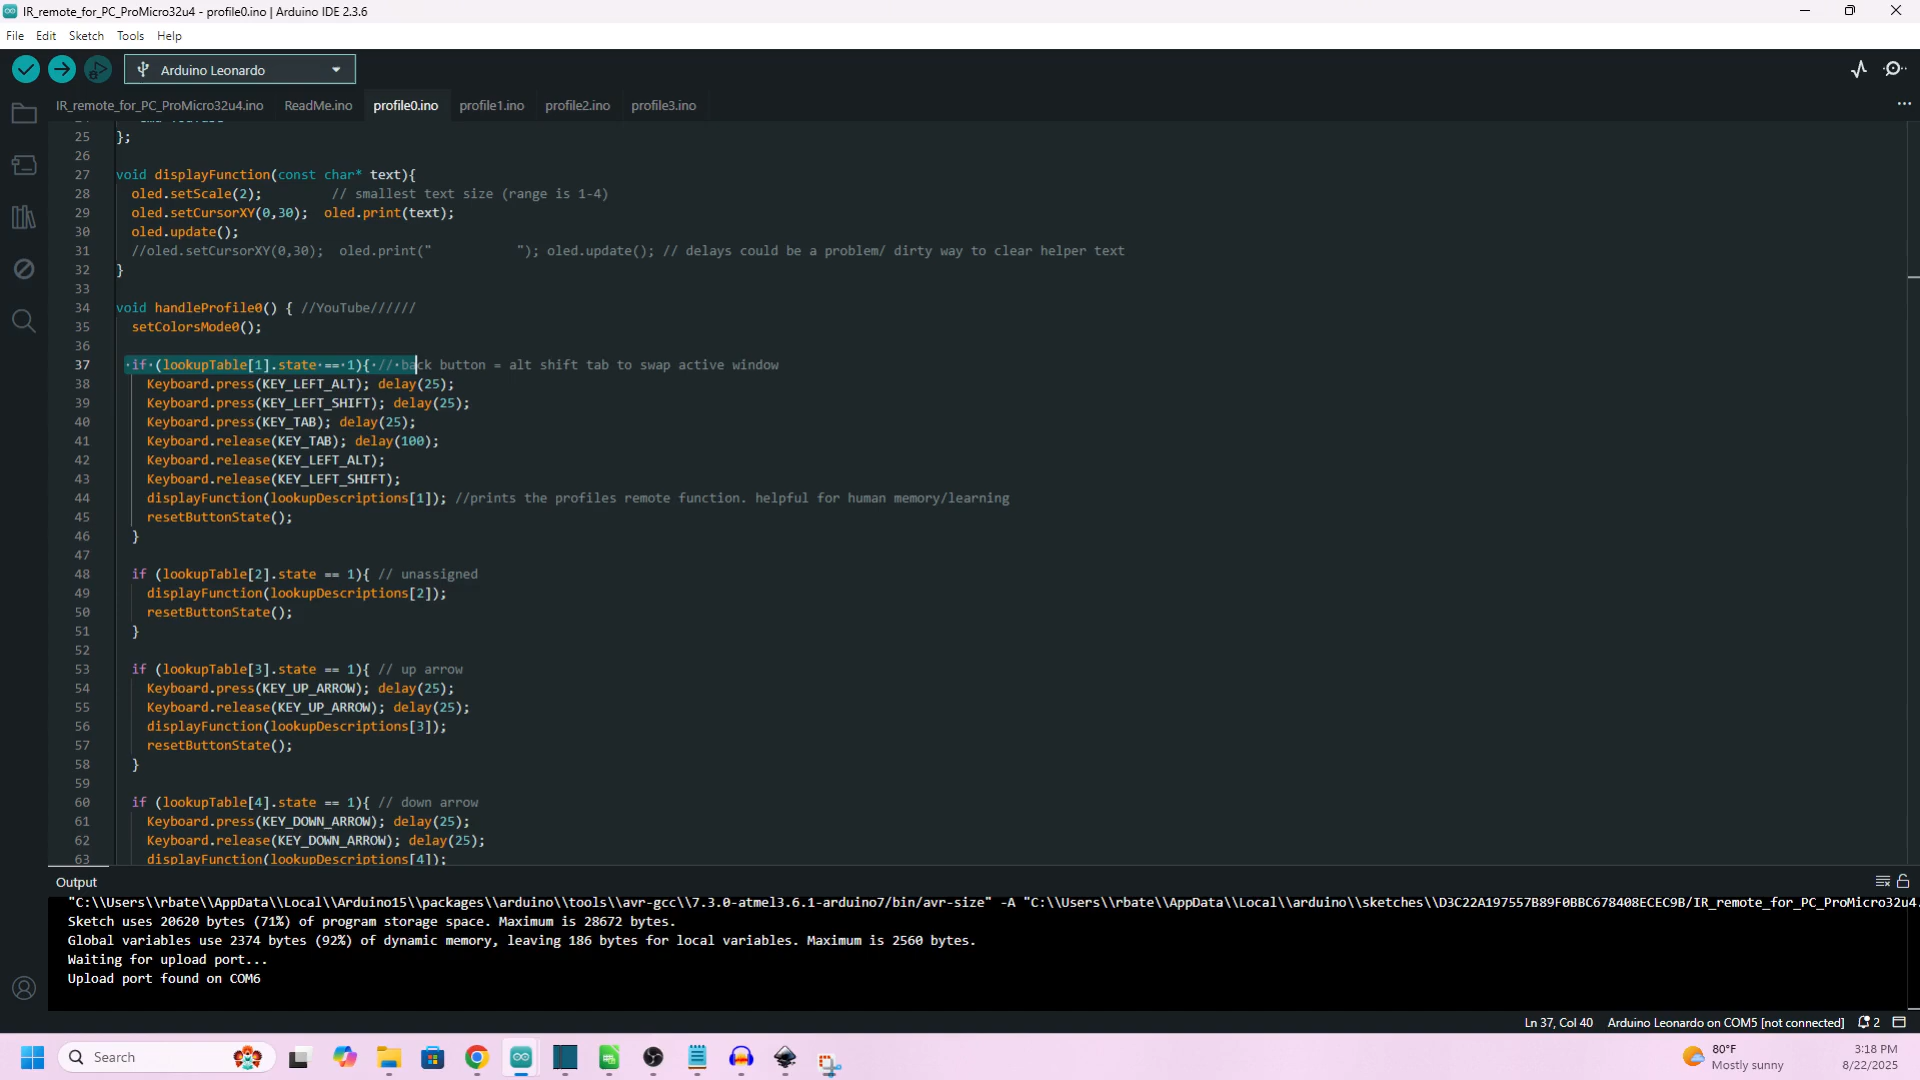 IR_remote_for_PC_ProMicro32u4 - profile0.ino | Arduino IDE 2.3.6
File Edit Sketch Tools Help
Arduino Leonardo
IR_remote_for_PC_ProMicro32u4.ino ReadMe.ino profile0.ino profile1.ino profile2.ino profile3.ino
25 };
26
27 void displayFunction(const char* text){
28 oled.setScale(2); // smallest text size (range is 1-4)
29 oled.setCursorXY(0,30); oled.print(text);
30 oled.update();
31 //oled.setCursorXY(0,30); oled.print(" "); oled.update(); // delays could be a problem/ dirty way to clear helper text
32 }
33
34 void handleProfile0() { //YouTube//////
35 setColorsMode0();
36
37 if (lookupTable[1].state == 1){ // back button = alt shift tab to swap active window
38 Keyboard.press(KEY_LEFT_ALT); delay(25);
39 Keyboard.press(KEY_LEFT_SHIFT); delay(25);
40 Keyboard.press(KEY_TAB); delay(25);
41 Keyboard.release(KEY_TAB); delay(100);
42 Keyboard.release(KEY_LEFT_ALT);
43 Keyboard.release(KEY_LEFT_SHIFT);
44 displayFunction(lookupDescriptions[1]); //prints the profiles remote function. helpful for human memory/learning
45 resetButtonState();
46 }
47
48 if (lookupTable[2].state == 1){ // unassigned
49 displayFunction(lookupDescriptions[2]);
50 resetButtonState();
51 }
52
53 if (lookupTable[3].state == 1){ // up arrow
54 Keyboard.press(KEY_UP_ARROW); delay(25);
55 Keyboard.release(KEY_UP_ARROW); delay(25);
56 displayFunction(lookupDescriptions[3]);
57 resetButtonState();
58 }
59
60 if (lookupTable[4].state == 1){ // down arrow
61 Keyboard.press(KEY_DOWN_ARROW); delay(25);
62 Keyboard.release(KEY_DOWN_ARROW); delay(25);
63 displayFunction(lookupDescriptions[4]);
Output
"C:\\Users\\rbate\\AppData\\Local\\Arduino15\\packages\\arduino\\tools\\avr-gcc\\7.3.0-atmel3.6.1-arduino7/bin/avr-size" -A "C:\\Users\\rbate\\AppData\\Local\\arduino\\sketches\\D3C22A197557B89F0BBC678408ECEC9B/IR_remote_for_PC_ProMicro32u4.
Sketch uses 20620 bytes (71%) of program storage space. Maximum is 28672 bytes.
Global variables use 2374 bytes (92%) of dynamic memory, leaving 186 bytes for local variables. Maximum is 2560 bytes.
Waiting for upload port...
Upload port found on COM6
Ln 37, Col 40 Arduino Leonardo on COM5 [not connected] 2
Search
80°F
Mostly sunny
3:18 PM
8/22/2025